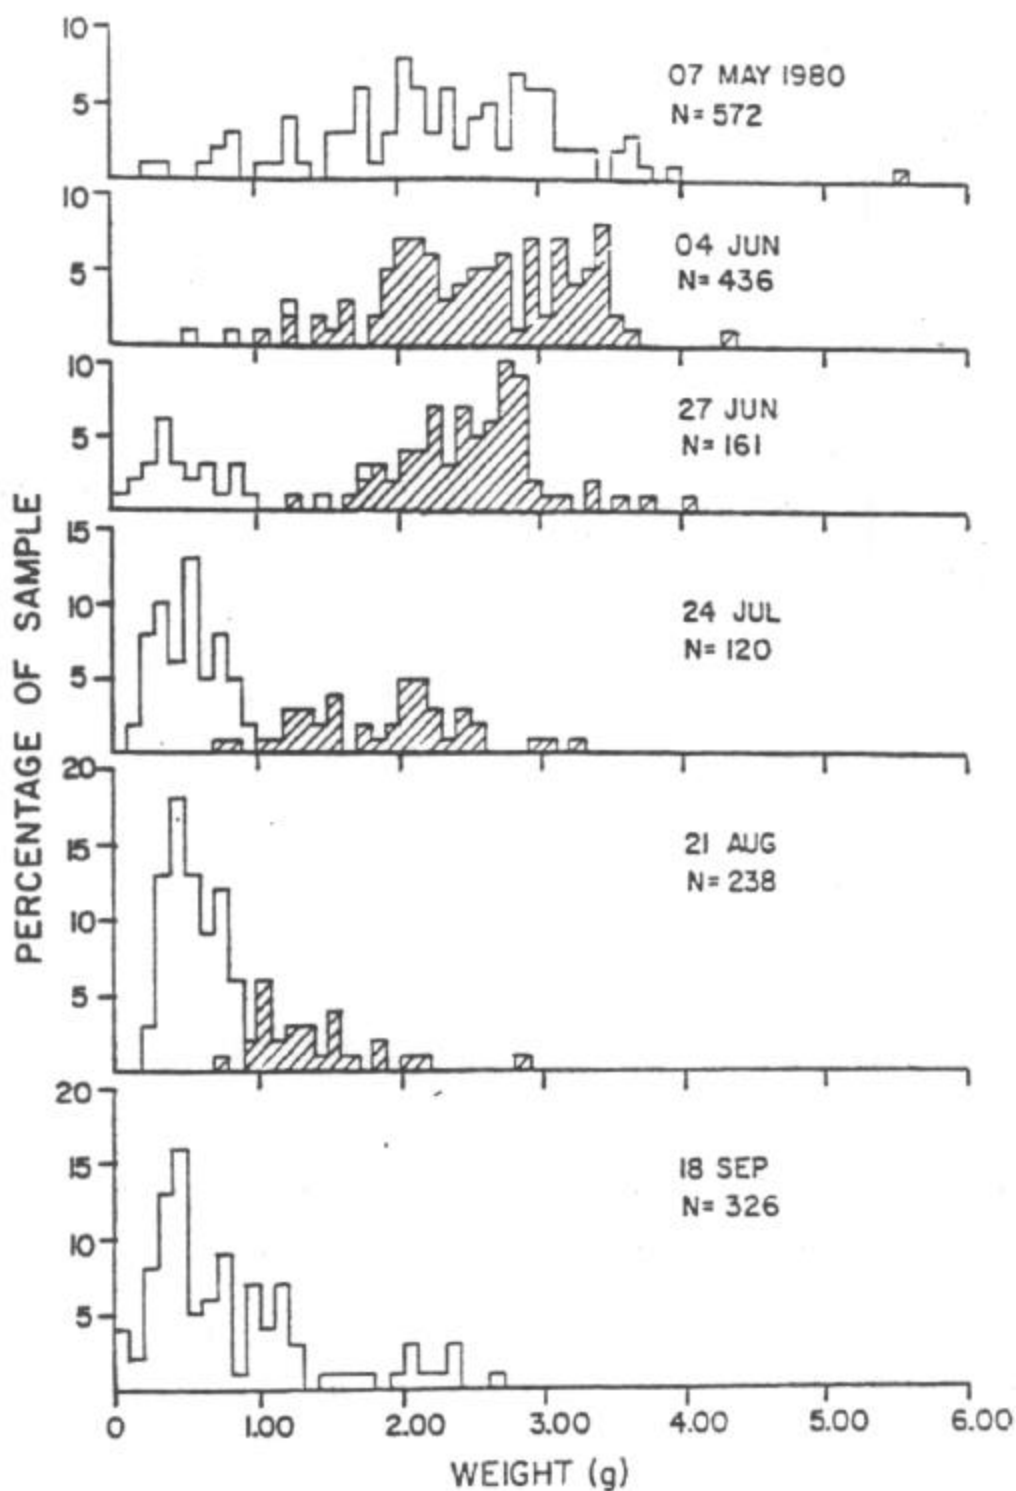 10
5
07 MAY 1980
N= 572
10
5
04 JUN
N= 436
10
5
27 JUN
N= 161
15
10
5
24 JUL
N= 120
20
15
10
5
21 AUG
N= 238
20
15
10
5
18 SEP
N= 326
0 1.00 2.00 3.00 4.00 5.00 6.00
WEIGHT (g)
PERCENTAGE OF SAMPLE